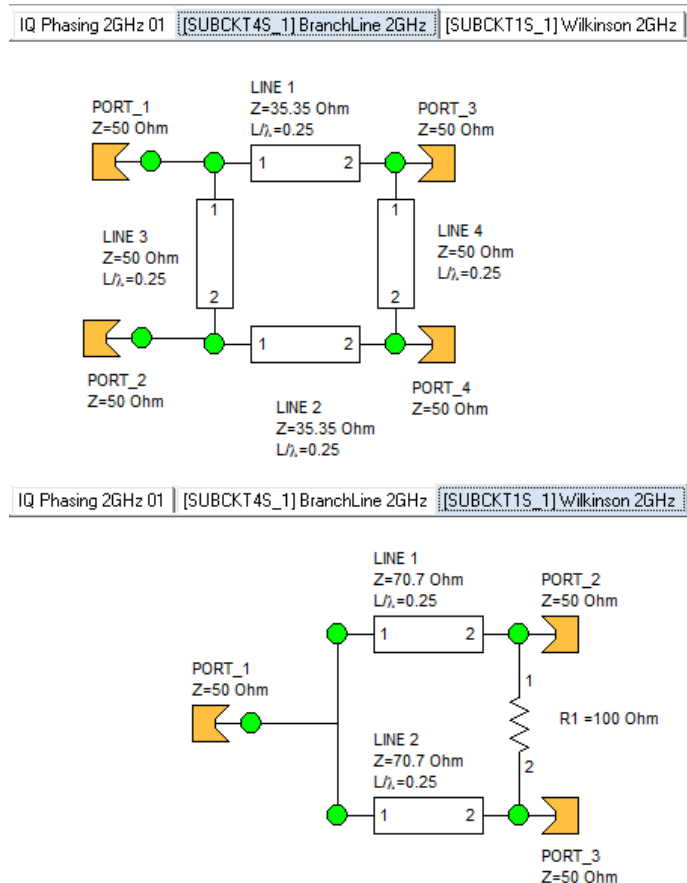 IQ Phasing 2GHz 01 [SUBCKT4S_1] BranchLine 2GHz [SUBCKT1S_1] Wilkinson 2GHz
PORT_1
Z=50 Ohm
LINE 1
Z=35.35 Ohm
L/λ=0.25
PORT_3
Z=50 Ohm
1 2
1
2
LINE 3
Z=50 Ohm
L/λ=0.25
1
2
LINE 4
Z=50 Ohm
L/λ=0.25
1 2
PORT_2
Z=50 Ohm
LINE 2
Z=35.35 Ohm
L/λ=0.25
PORT_4
Z=50 Ohm
IQ Phasing 2GHz 01 [SUBCKT4S_1] BranchLine 2GHz [SUBCKT1S_1] Wilkinson 2GHz
LINE 1
Z=70.7 Ohm
L/λ=0.25
PORT_2
Z=50 Ohm
1 2
PORT_1
Z=50 Ohm
1
R1 =100 Ohm
2
LINE 2
Z=70.7 Ohm
L/λ=0.25
1 2
PORT_3
Z=50 Ohm